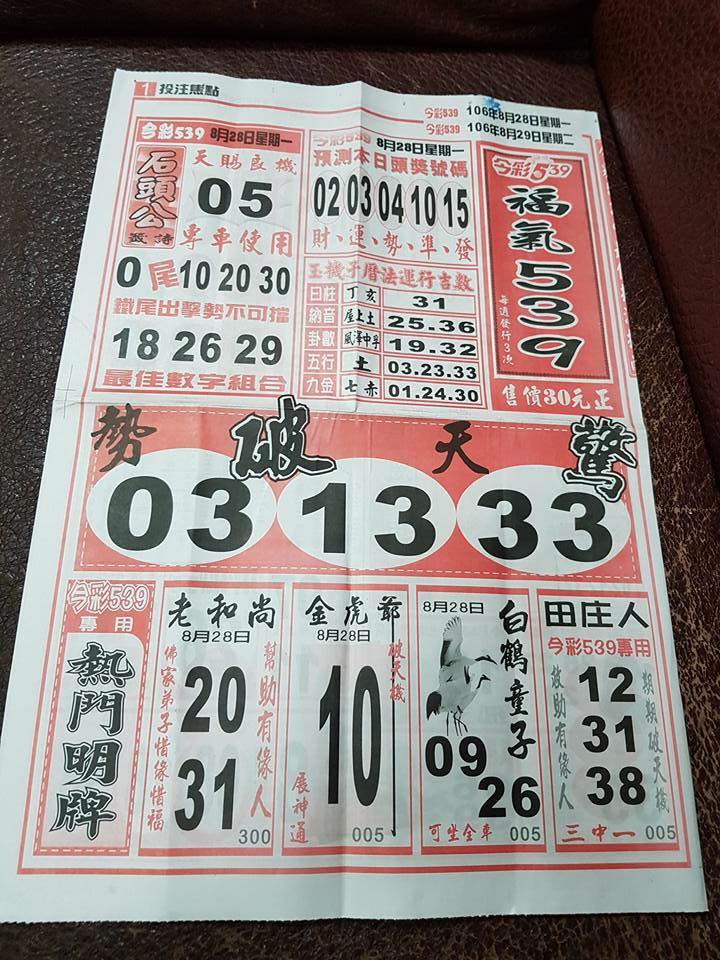 1 投注焦點
今彩539 106年8月28日星期一
今彩539 106年8月29日星期二
今彩539 8月28日星期一
石頭公
籤詩
天賜良機
05
專車使用
0尾 10 20 30
鐵尾出擊勢不可擋
18 26 29
最佳數字組合
今彩539 8月28日星期一
預測本日頭獎號碼
02 03 04 10 15
財、運、勢、準、發
玉機子曆法運行吉數
日柱 丁亥 31
納音 屋上土 25.36
卦數 風澤中孚 19.32
五行 土 03.23.33
九金 七赤 01.24.30
今彩539
福氣539
每週發行3次
售價30元正
勢破天驚
03 13 33
今彩539
專用
熱門明牌
老和尚
8月28日
幫助有緣人
20
31
佛家弟子惜緣惜福
300
金虎爺
8月28日
破天機
10
展神通
005
8月28日
白鶴童子
09
26
可坐全車 005
田庄人
今彩539專用
期期破天機
12
31
38
救助有緣人
三中一 005